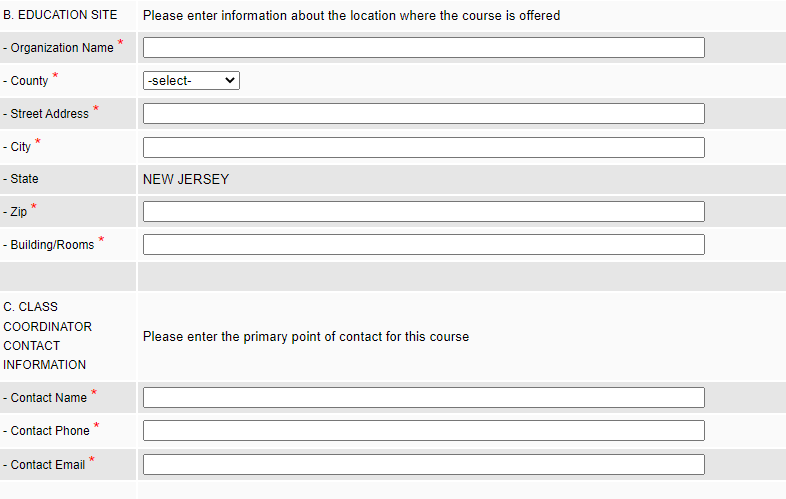 B. EDUCATION SITE Please enter information about the location where the course is offered
- Organization Name *
- County * -select-
- Street Address *
- City *
- State NEW JERSEY
- Zip *
- Building/Rooms *
C. CLASS
COORDINATOR
CONTACT
INFORMATION
Please enter the primary point of contact for this course
- Contact Name *
- Contact Phone *
- Contact Email *